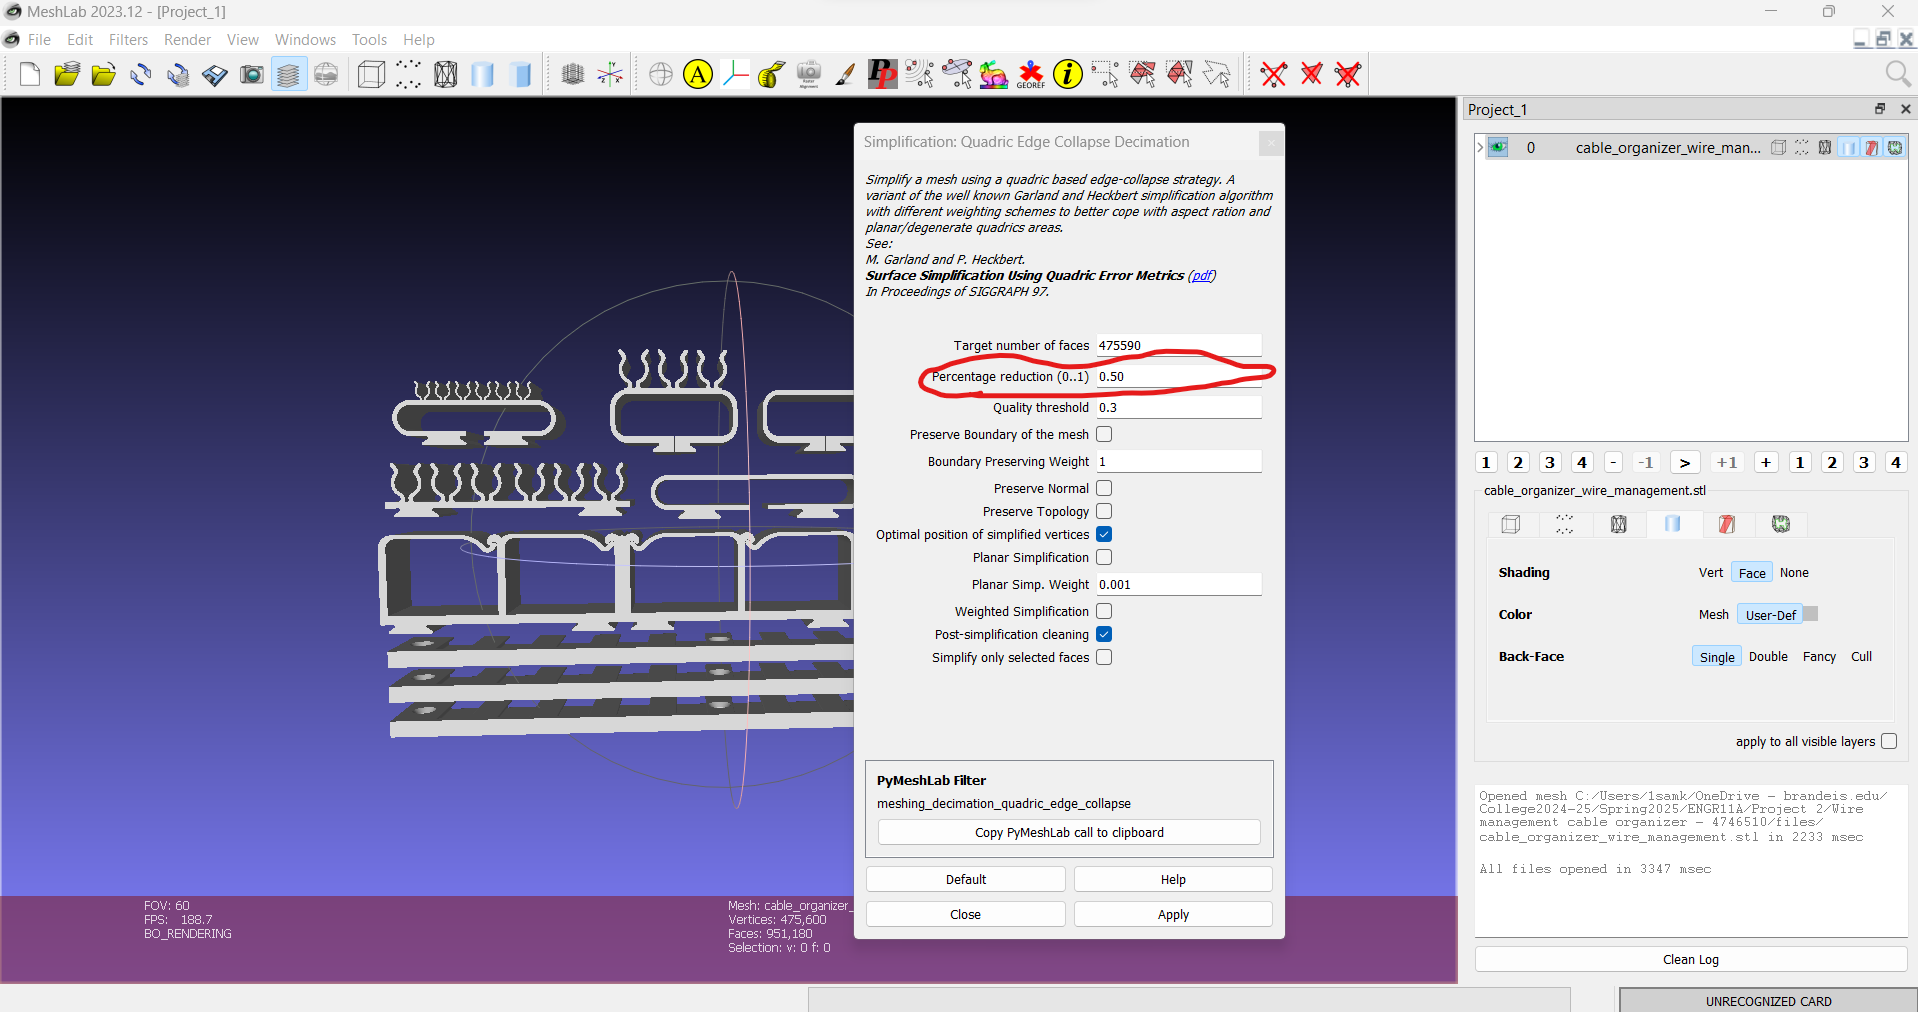 MeshLab 2023.12 - [Project_1]
File Edit Filters Render View Windows Tools Help
A
PP
GEOREF
i
Project_1
0 cable_organizer_wire_man...
Simplification: Quadric Edge Collapse Decimation
Simplify a mesh using a quadric based edge-collapse strategy. A
variant of the well known Garland and Heckbert simplification algorithm
with different weighting schemes to better cope with aspect ration and
planar/degenerate quadrics areas.
See:
M. Garland and P. Heckbert.
Surface Simplification Using Quadric Error Metrics (pdf)
In Proceedings of SIGGRAPH 97.
Target number of faces 475590
Percentage reduction (0..1) 0.50
Quality threshold 0.3
Preserve Boundary of the mesh
Boundary Preserving Weight 1
Preserve Normal
Preserve Topology
Optimal position of simplified vertices
Planar Simplification
Planar Simp. Weight 0.001
Weighted Simplification
Post-simplification cleaning
Simplify only selected faces
PyMeshLab Filter
meshing_decimation_quadric_edge_collapse
Copy PyMeshLab call to clipboard
Default Help
Close Apply
1 2 3 4 - -1 > +1 + 1 2 3 4
cable_organizer_wire_management.stl
Shading Vert Face None
Color Mesh User-Def
Back-Face Single Double Fancy Cull
apply to all visible layers
Opened mesh C:/Users/1samk/OneDrive - brandeis.edu/
College2024-25/Spring2025/ENGR11A/Project 2/Wire
management cable organizer - 4746510/files/
cable_organizer_wire_management.stl in 2233 msec
All files opened in 3347 msec
Clean Log
FOV: 60
FPS: 188.7
BO_RENDERING
Mesh: cable_organizer_
Vertices: 475,600
Faces: 951,180
Selection: v: 0 f: 0
UNRECOGNIZED CARD